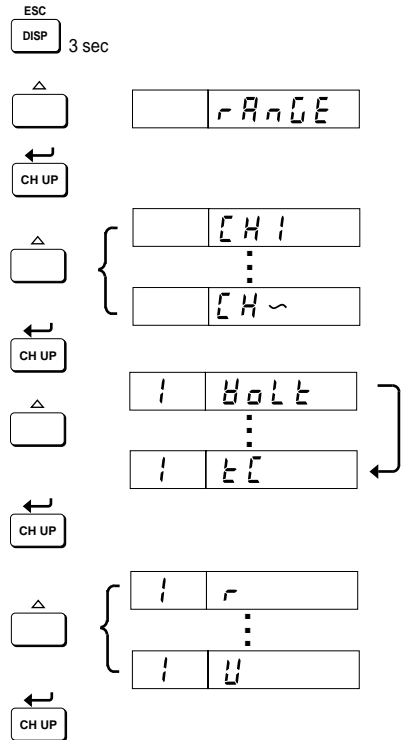 ESC
DISP 3 sec
△
rAnGE
CH UP
△
CH1
CH~
CH UP
△
1 VoLt
1 tC
CH UP
△
1 r
1 U
CH UP